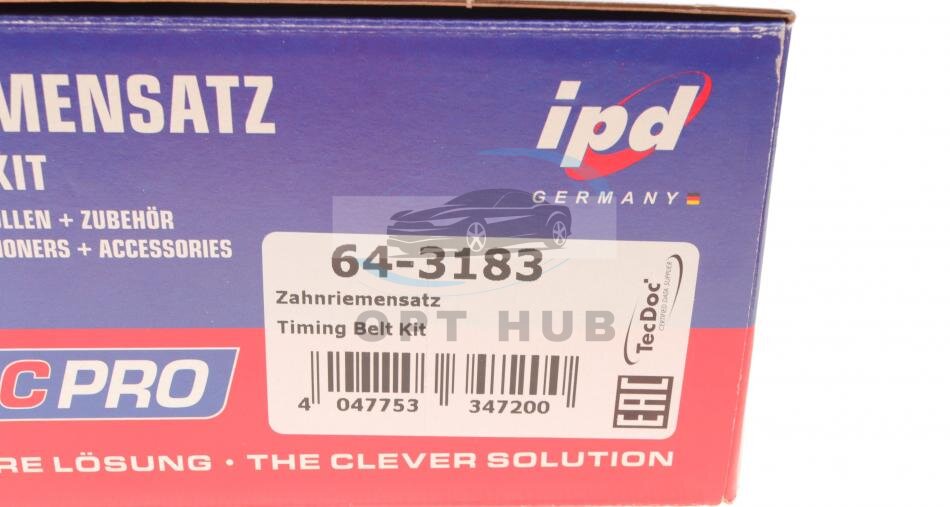 MENSATZ
KIT
LLEN + ZUBEHÖR
IONERS + ACCESSORIES
ipd
GERMANY
64-3183
Zahnriemensatz
Timing Belt Kit
OPT HUB
4 047753 347200
TecDoc
CERTIFIED DATA SUPPLIER
EAC
C PRO
RE LÖSUNG · THE CLEVER SOLUTION